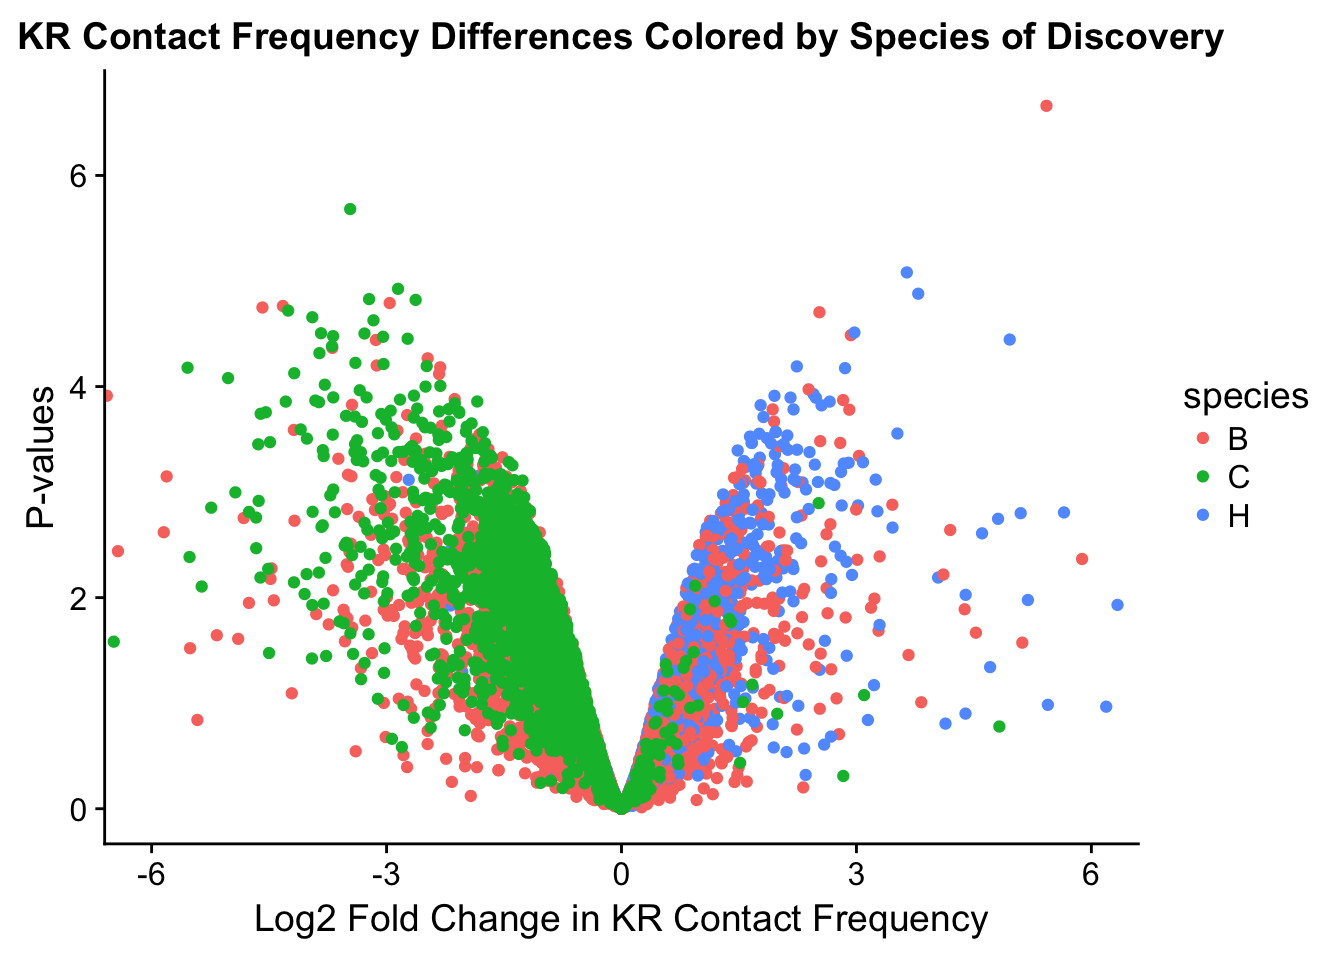 KR Contact Frequency Differences Colored by Species of Discovery
6
4
2
0
P-values
-6
-3
0
3
6
Log2 Fold Change in KR Contact Frequency
species
B
C
H